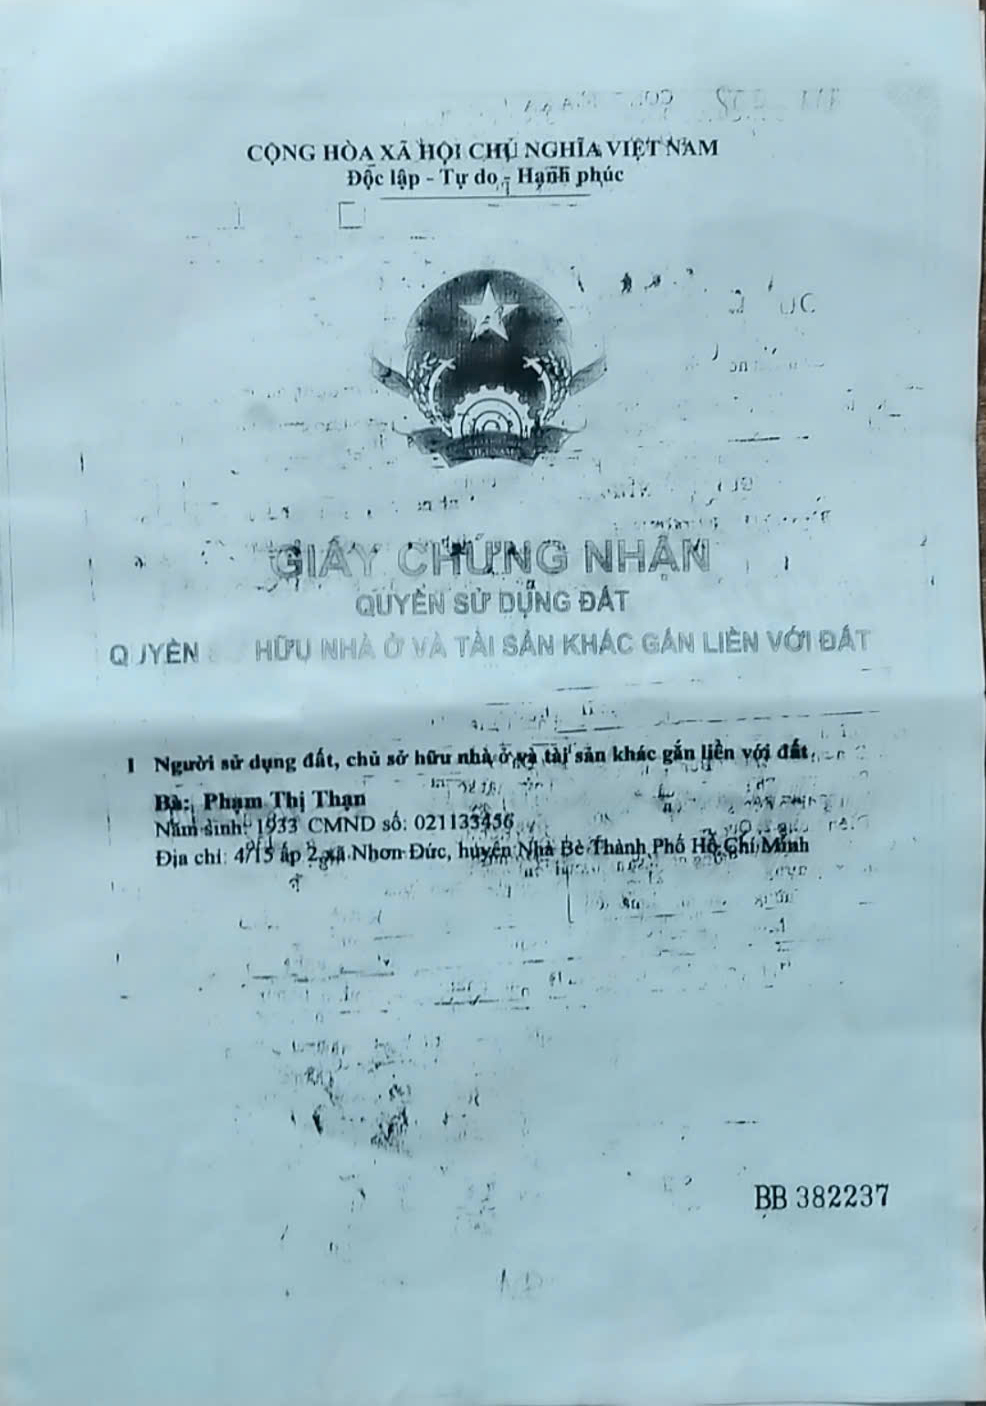 CỘNG HÒA XÃ HỘI CHỦ NGHĨA VIỆT NAM
Độc lập - Tự do - Hạnh phúc
VIỆT NAM
GIẤY CHỨNG NHẬN
QUYỀN SỬ DỤNG ĐẤT
QUYỀN HỮU NHÀ Ở VÀ TÀI SẢN KHÁC GẮN LIỀN VỚI ĐẤT
I Người sử dụng đất, chủ sở hữu nhà ở và tài sản khác gắn liền với đất
Bà: Phạm Thị Thạn
Năm sinh: 1933 CMND số: 021133456
Địa chỉ: 4/15 ấp 2, xã Nhơn Đức, huyện Nhà Bè Thành Phố Hồ Chí Minh
BB 382237